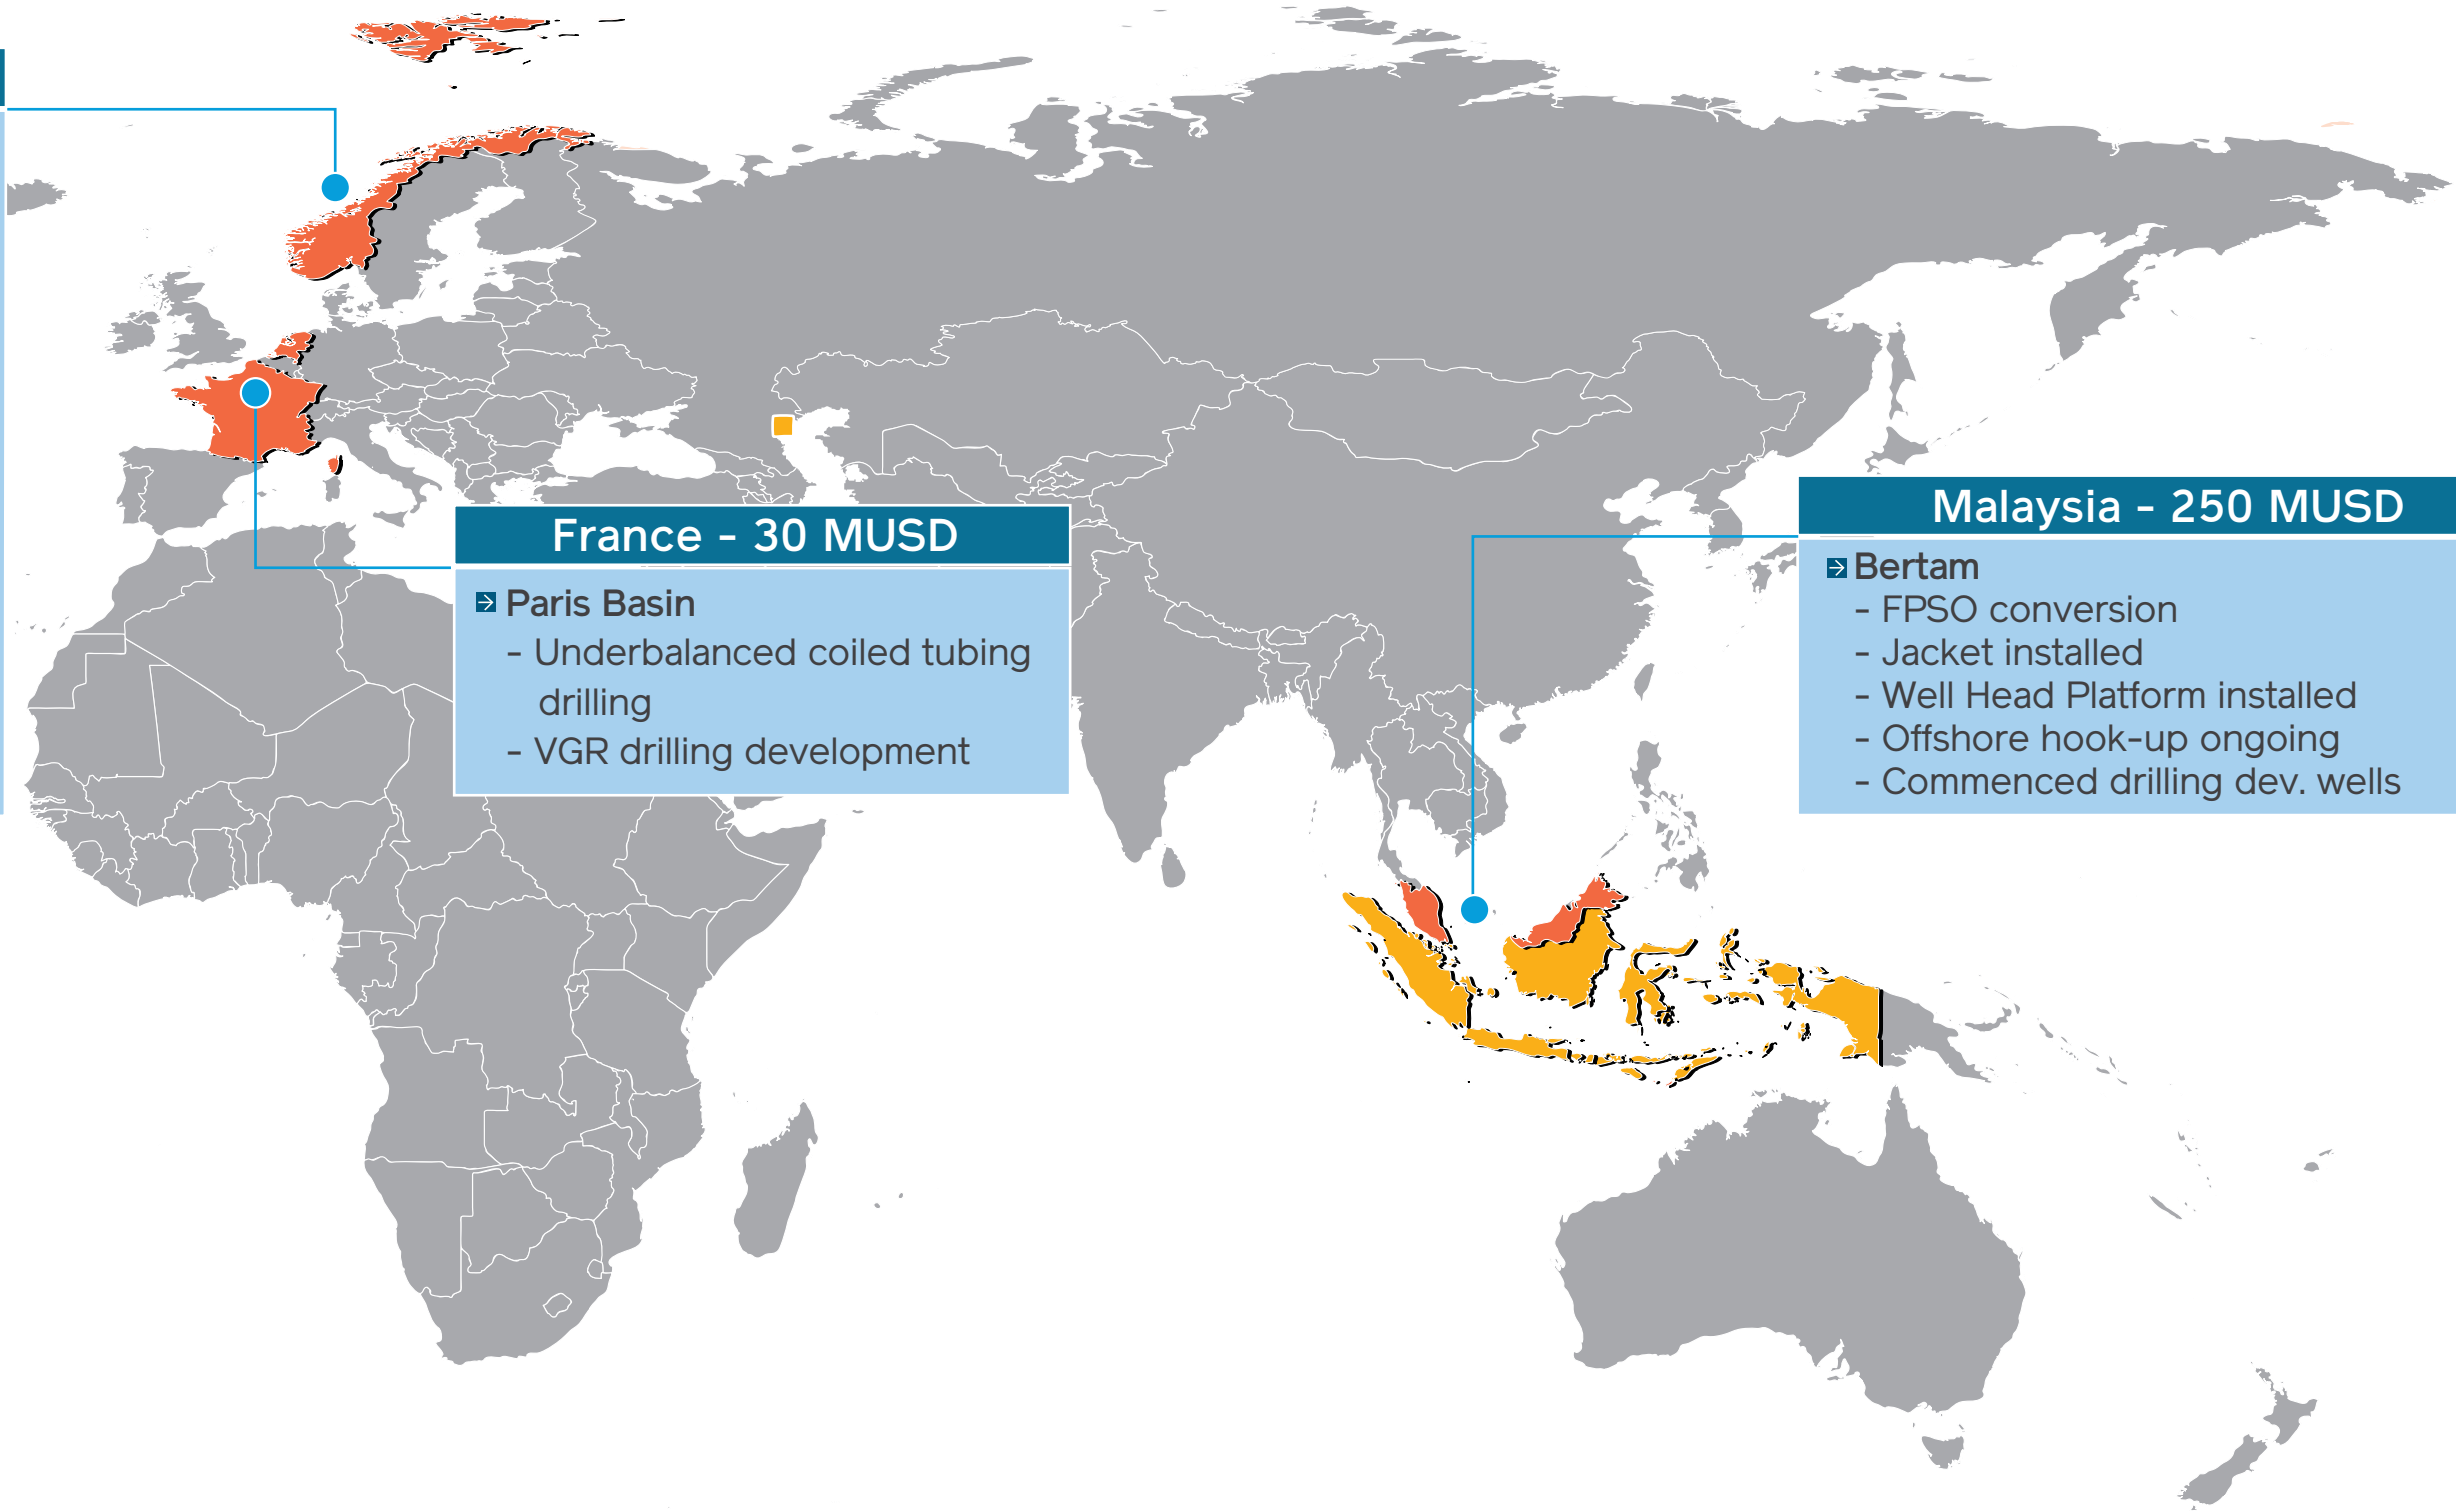 France - 30 MUSD
Paris Basin
- Underbalanced coiled tubing
drilling
- VGR drilling development
Malaysia - 250 MUSD
Bertam
- FPSO conversion
- Jacket installed
- Well Head Platform installed
- Offshore hook-up ongoing
- Commenced drilling dev. wells